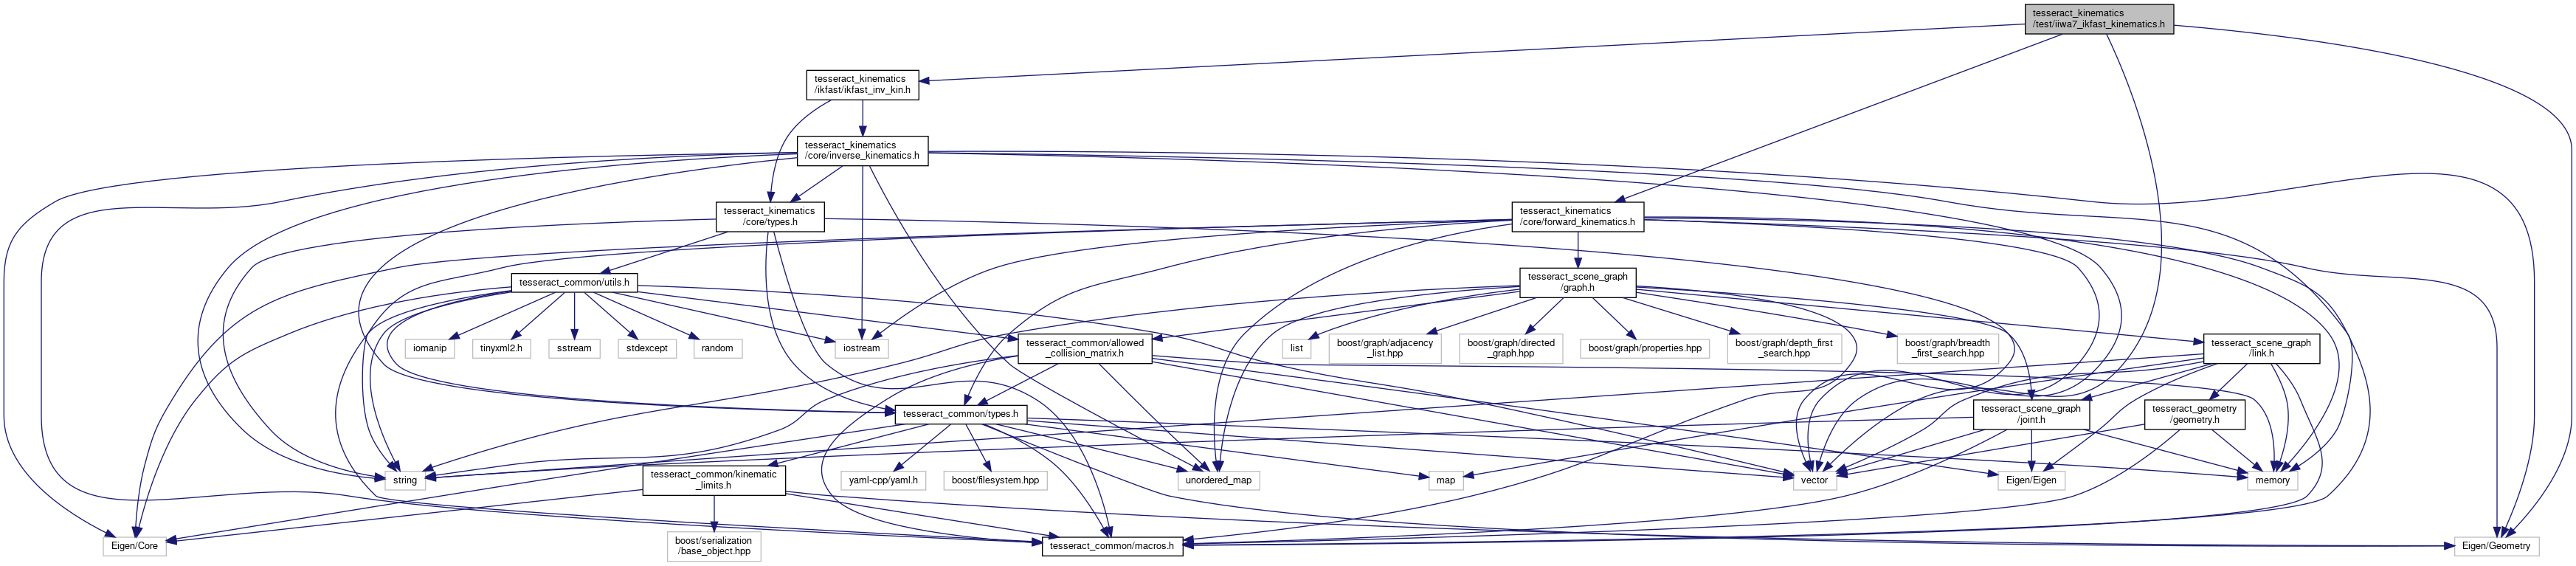 tesseract_kinematics
/test/iiwa7_ikfast_kinematics.h
tesseract_kinematics
/ikfast/ikfast_inv_kin.h
tesseract_kinematics
/core/inverse_kinematics.h
tesseract_kinematics
/core/types.h
tesseract_kinematics
/core/forward_kinematics.h
tesseract_common/utils.h
tesseract_scene_graph
/graph.h
iomanip
tinyxml2.h
sstream
stdexcept
random
iostream
tesseract_common/allowed
_collision_matrix.h
list
boost/graph/adjacency
_list.hpp
boost/graph/directed
_graph.hpp
boost/graph/properties.hpp
boost/graph/depth_first
_search.hpp
boost/graph/breadth
_first_search.hpp
tesseract_scene_graph
/link.h
tesseract_common/types.h
tesseract_scene_graph
/joint.h
tesseract_geometry
/geometry.h
string
tesseract_common/kinematic
_limits.h
yaml-cpp/yaml.h
boost/filesystem.hpp
unordered_map
map
vector
Eigen/Eigen
memory
Eigen/Core
boost/serialization
/base_object.hpp
tesseract_common/macros.h
Eigen/Geometry